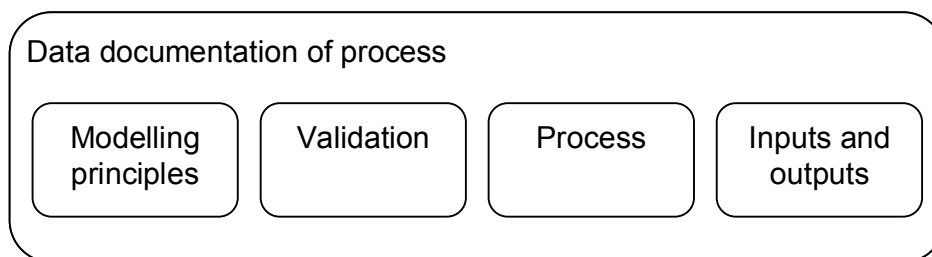 Data documentation of process
Modelling
principles
Validation
Process
Inputs and
outputs